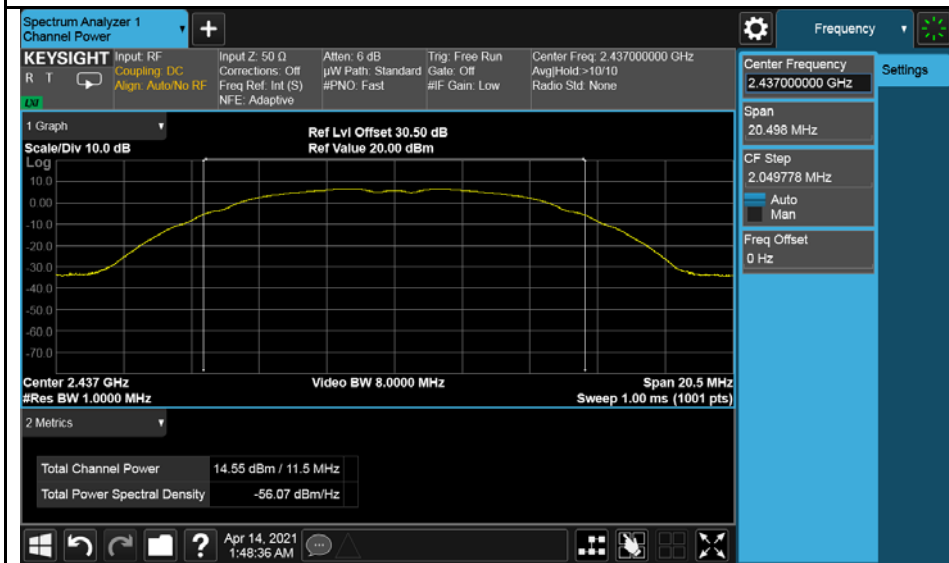 Spectrum Analyzer 1
Channel Power
Frequency
KEYSIGHT
R T
LXI
Input: RF
Coupling: DC
Align: Auto/No RF
Input Z: 50 Ω
Corrections: Off
Freq Ref: Int (S)
NFE: Adaptive
Atten: 6 dB
µW Path: Standard
#PNO: Fast
Trig: Free Run
Gate: Off
#IF Gain: Low
Center Freq: 2.437000000 GHz
Avg|Hold:>10/10
Radio Std: None
Center Frequency
2.437000000 GHz
Settings
Span
20.498 MHz
CF Step
2.049778 MHz
Auto
Man
Freq Offset
0 Hz
1 Graph
Scale/Div 10.0 dB
Ref Lvl Offset 30.50 dB
Ref Value 20.00 dBm
Log
10.0
0.00
-10.0
-20.0
-30.0
-40.0
-50.0
-60.0
-70.0
Center 2.437 GHz
#Res BW 1.0000 MHz
Video BW 8.0000 MHz
Span 20.5 MHz
Sweep 1.00 ms (1001 pts)
2 Metrics
Total Channel Power 14.55 dBm / 11.5 MHz
Total Power Spectral Density -56.07 dBm/Hz
Apr 14, 2021
1:48:36 AM